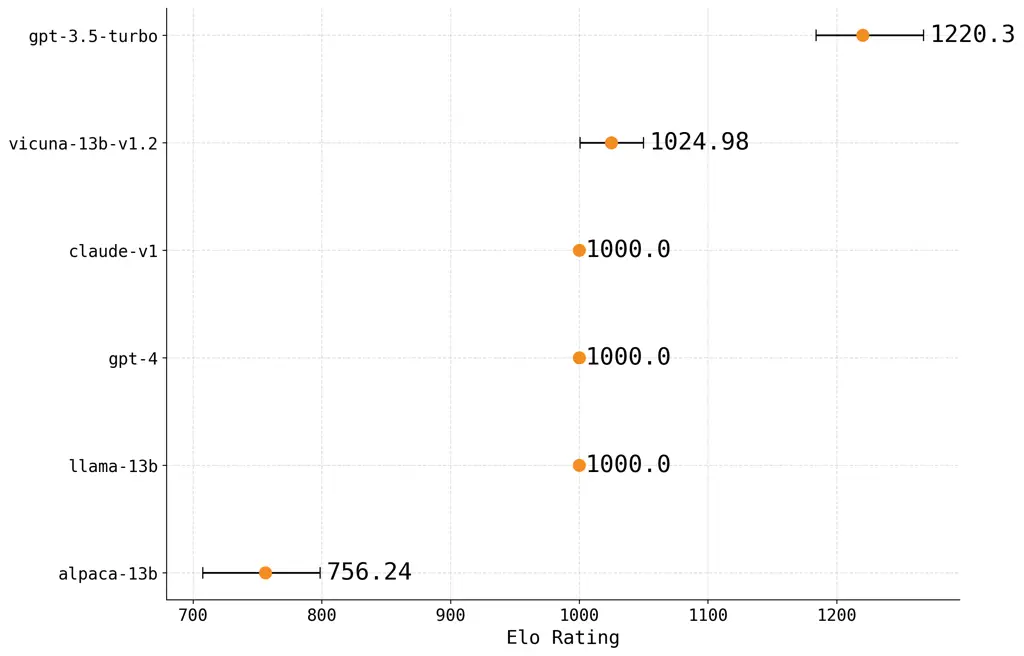 gpt-3.5-turbo 1220.3
vicuna-13b-v1.2 1024.98
claude-v1 1000.0
gpt-4 1000.0
llama-13b 1000.0
alpaca-13b 756.24
700 800 900 1000 1100 1200
Elo Rating